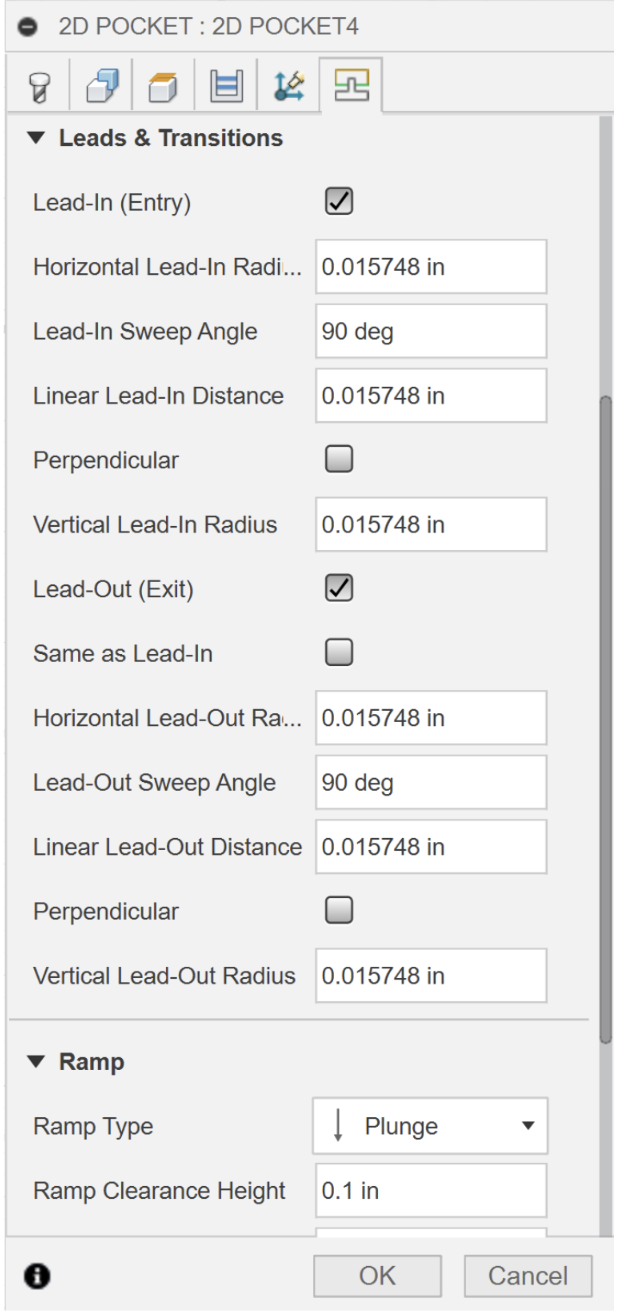 2D POCKET : 2D POCKET4
Leads & Transitions
Lead-In (Entry)
Horizontal Lead-In Radi... 0.015748 in
Lead-In Sweep Angle 90 deg
Linear Lead-In Distance 0.015748 in
Perpendicular
Vertical Lead-In Radius 0.015748 in
Lead-Out (Exit)
Same as Lead-In
Horizontal Lead-Out Ra... 0.015748 in
Lead-Out Sweep Angle 90 deg
Linear Lead-Out Distance 0.015748 in
Perpendicular
Vertical Lead-Out Radius 0.015748 in
Ramp
Ramp Type Plunge
Ramp Clearance Height 0.1 in
OK Cancel